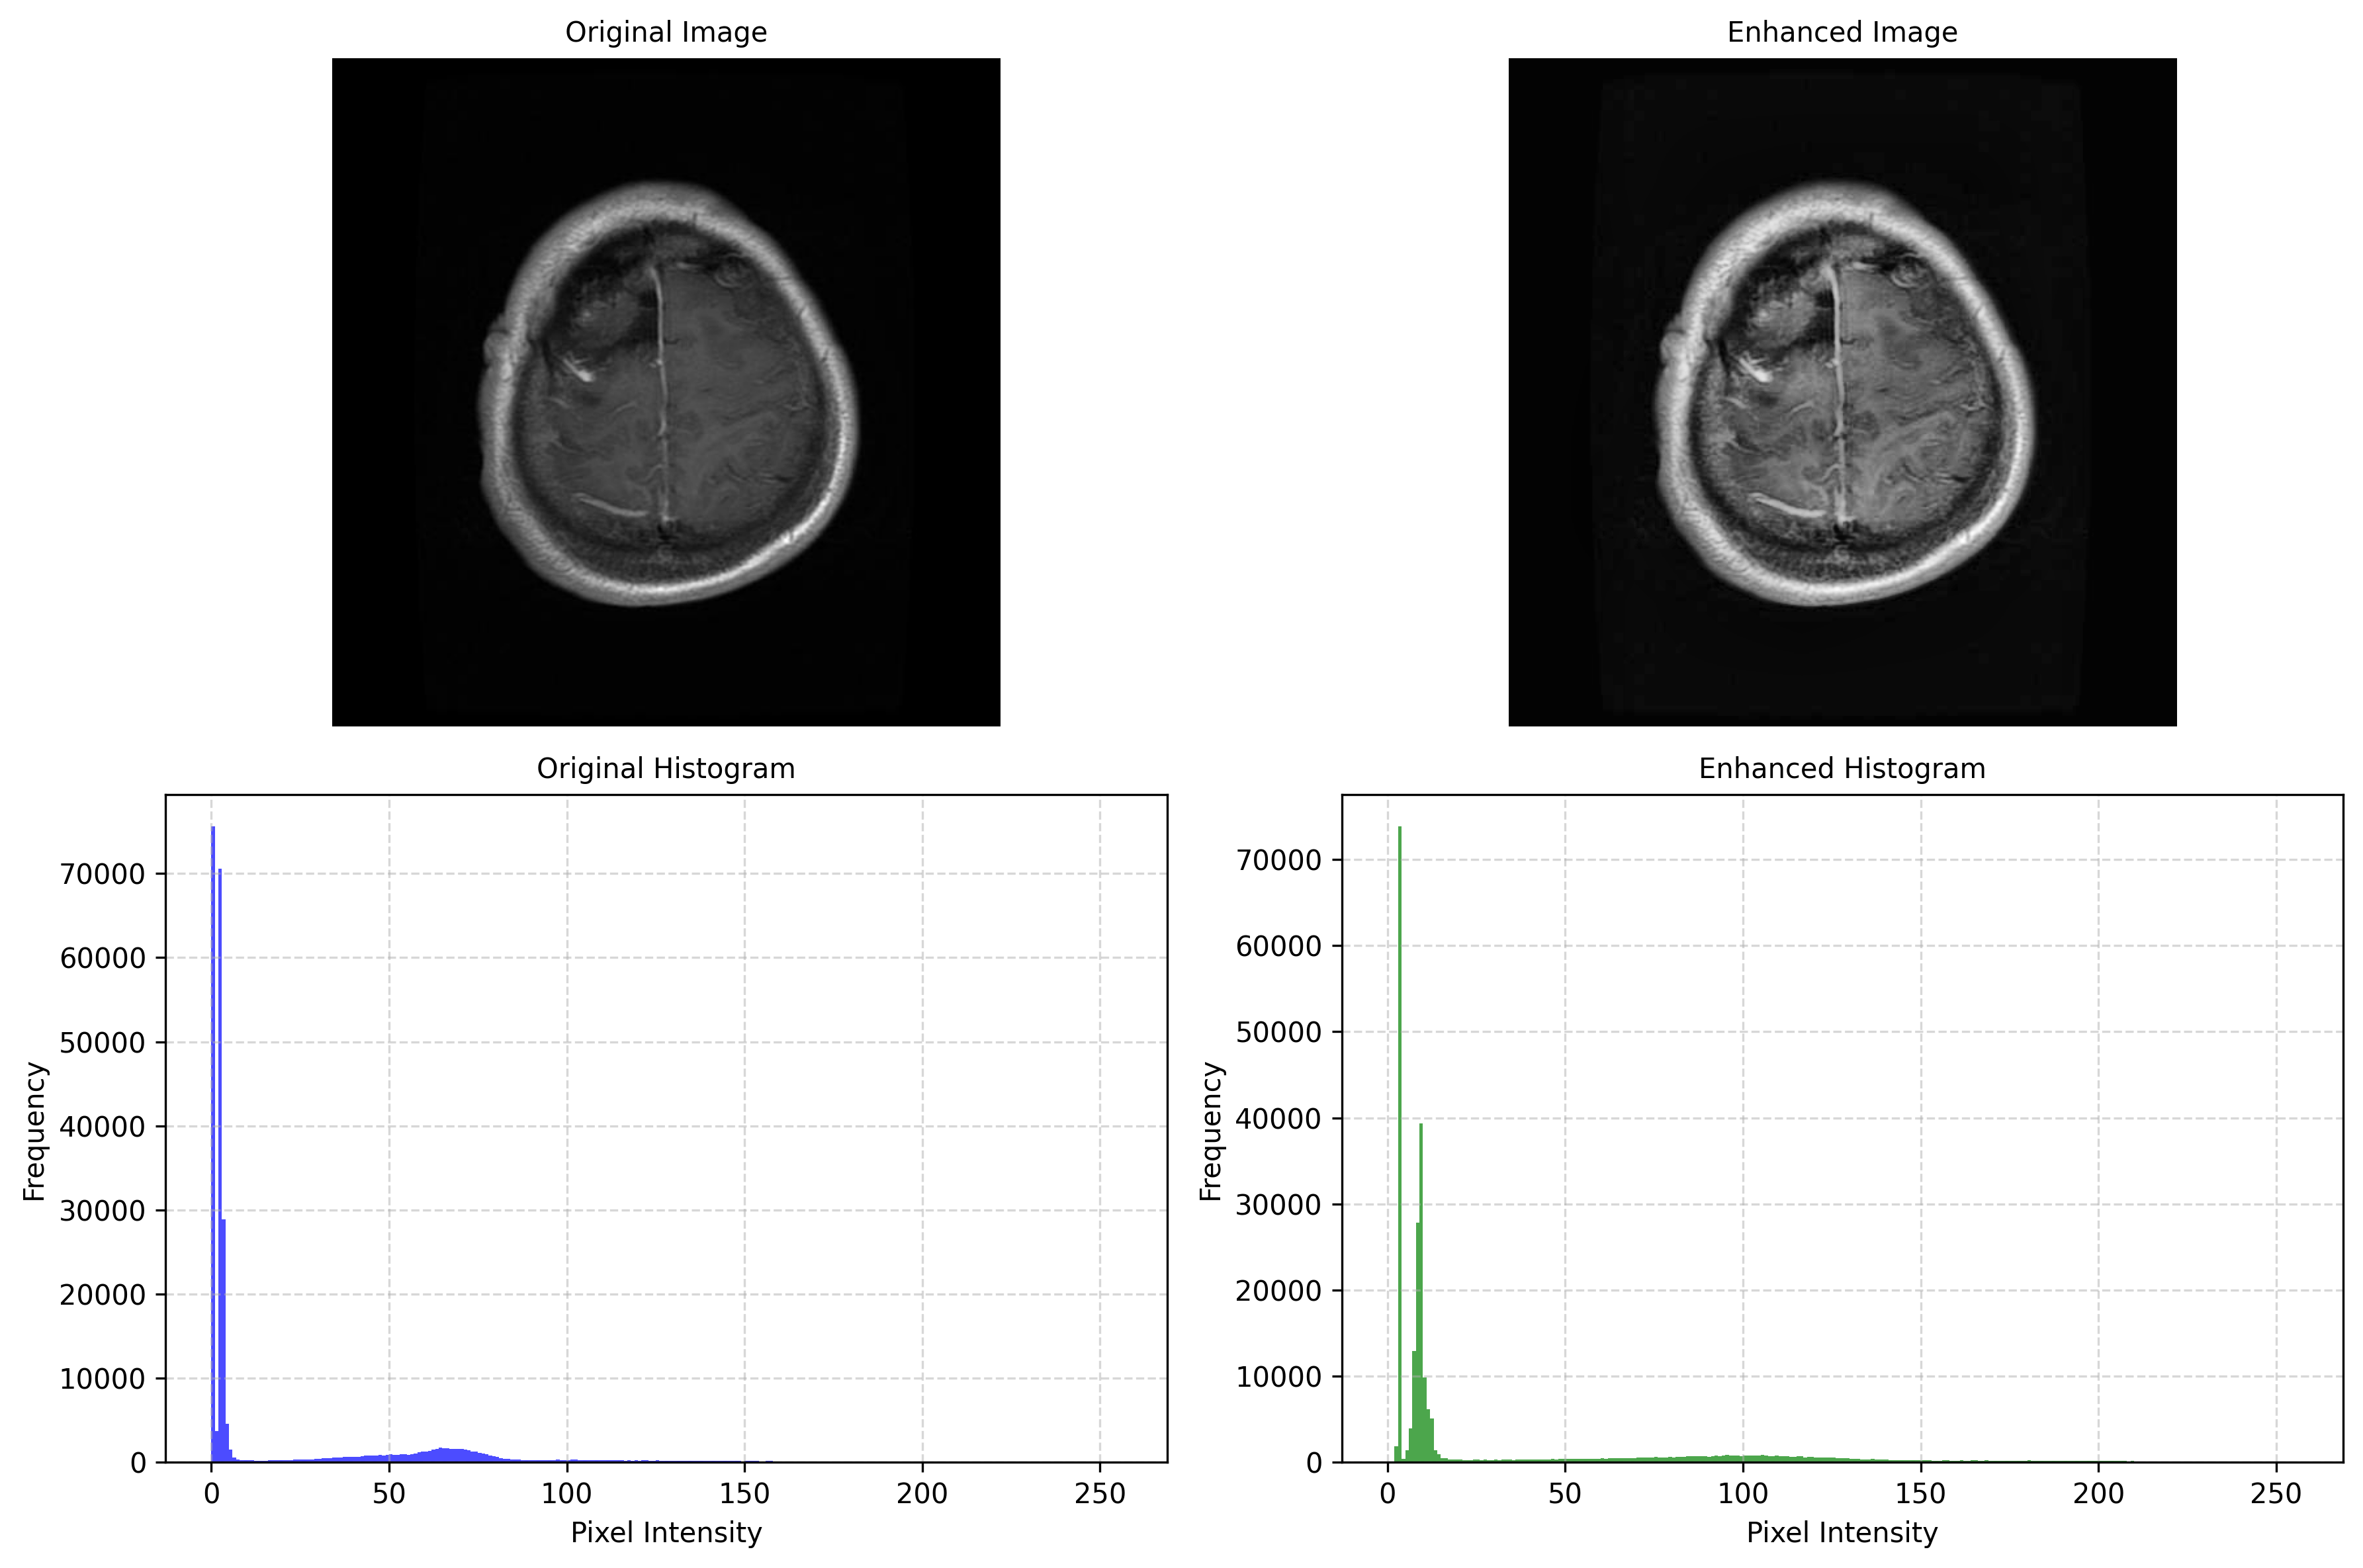 Original Image
Enhanced Image
Original Histogram
Enhanced Histogram
70000
60000
50000
40000
30000
20000
10000
0
Frequency
0 50 100 150 200 250
Pixel Intensity
70000
60000
50000
40000
30000
20000
10000
0
Frequency
0 50 100 150 200 250
Pixel Intensity